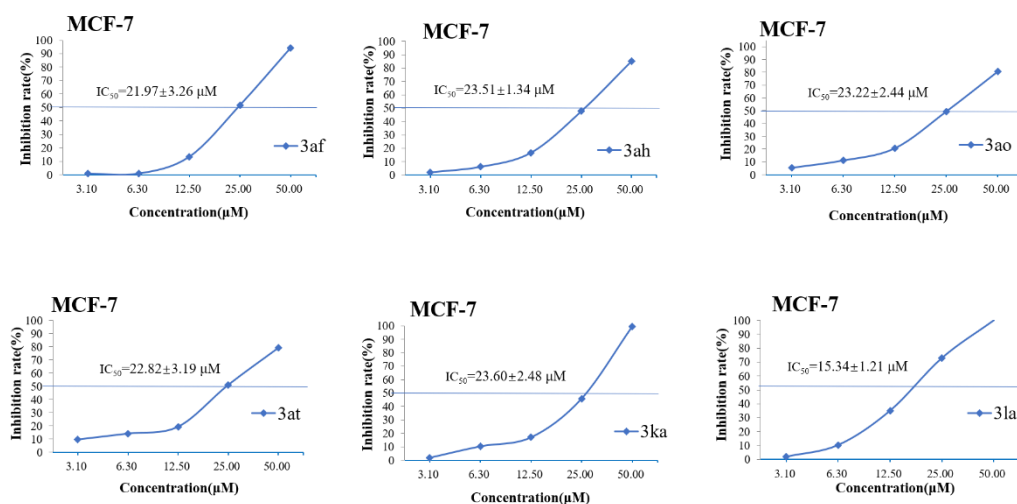 MCF-7
Inhibition rate(%)
100
90
80
70
60
50
40
30
20
10
0
IC50=21.97±3.26 μM
3af
3.10 6.30 12.50 25.00 50.00
Concentration(μM)
MCF-7
Inhibition rate(%)
100
90
80
70
60
50
40
30
20
10
0
IC50=23.51±1.34 μM
3ah
3.10 6.30 12.50 25.00 50.00
Concentration(μM)
MCF-7
Inhibition rate(%)
100
90
80
70
60
50
40
30
20
10
0
IC50=23.22±2.44 μM
3ao
3.10 6.30 12.50 25.00 50.00
Concentration(μM)
MCF-7
Inhibition rate(%)
100
90
80
70
60
50
40
30
20
10
0
IC50=22.82±3.19 μM
3at
3.10 6.30 12.50 25.00 50.00
Concentration(μM)
MCF-7
Inhibition rate(%)
100
90
80
70
60
50
40
30
20
10
0
IC50=23.60±2.48 μM
3ka
3.10 6.30 12.50 25.00 50.00
Concentration(μM)
MCF-7
Inhibition rate(%)
100
90
80
70
60
50
40
30
20
10
0
IC50=15.34±1.21 μM
3la
3.10 6.30 12.50 25.00 50.00
Concentration(μM)